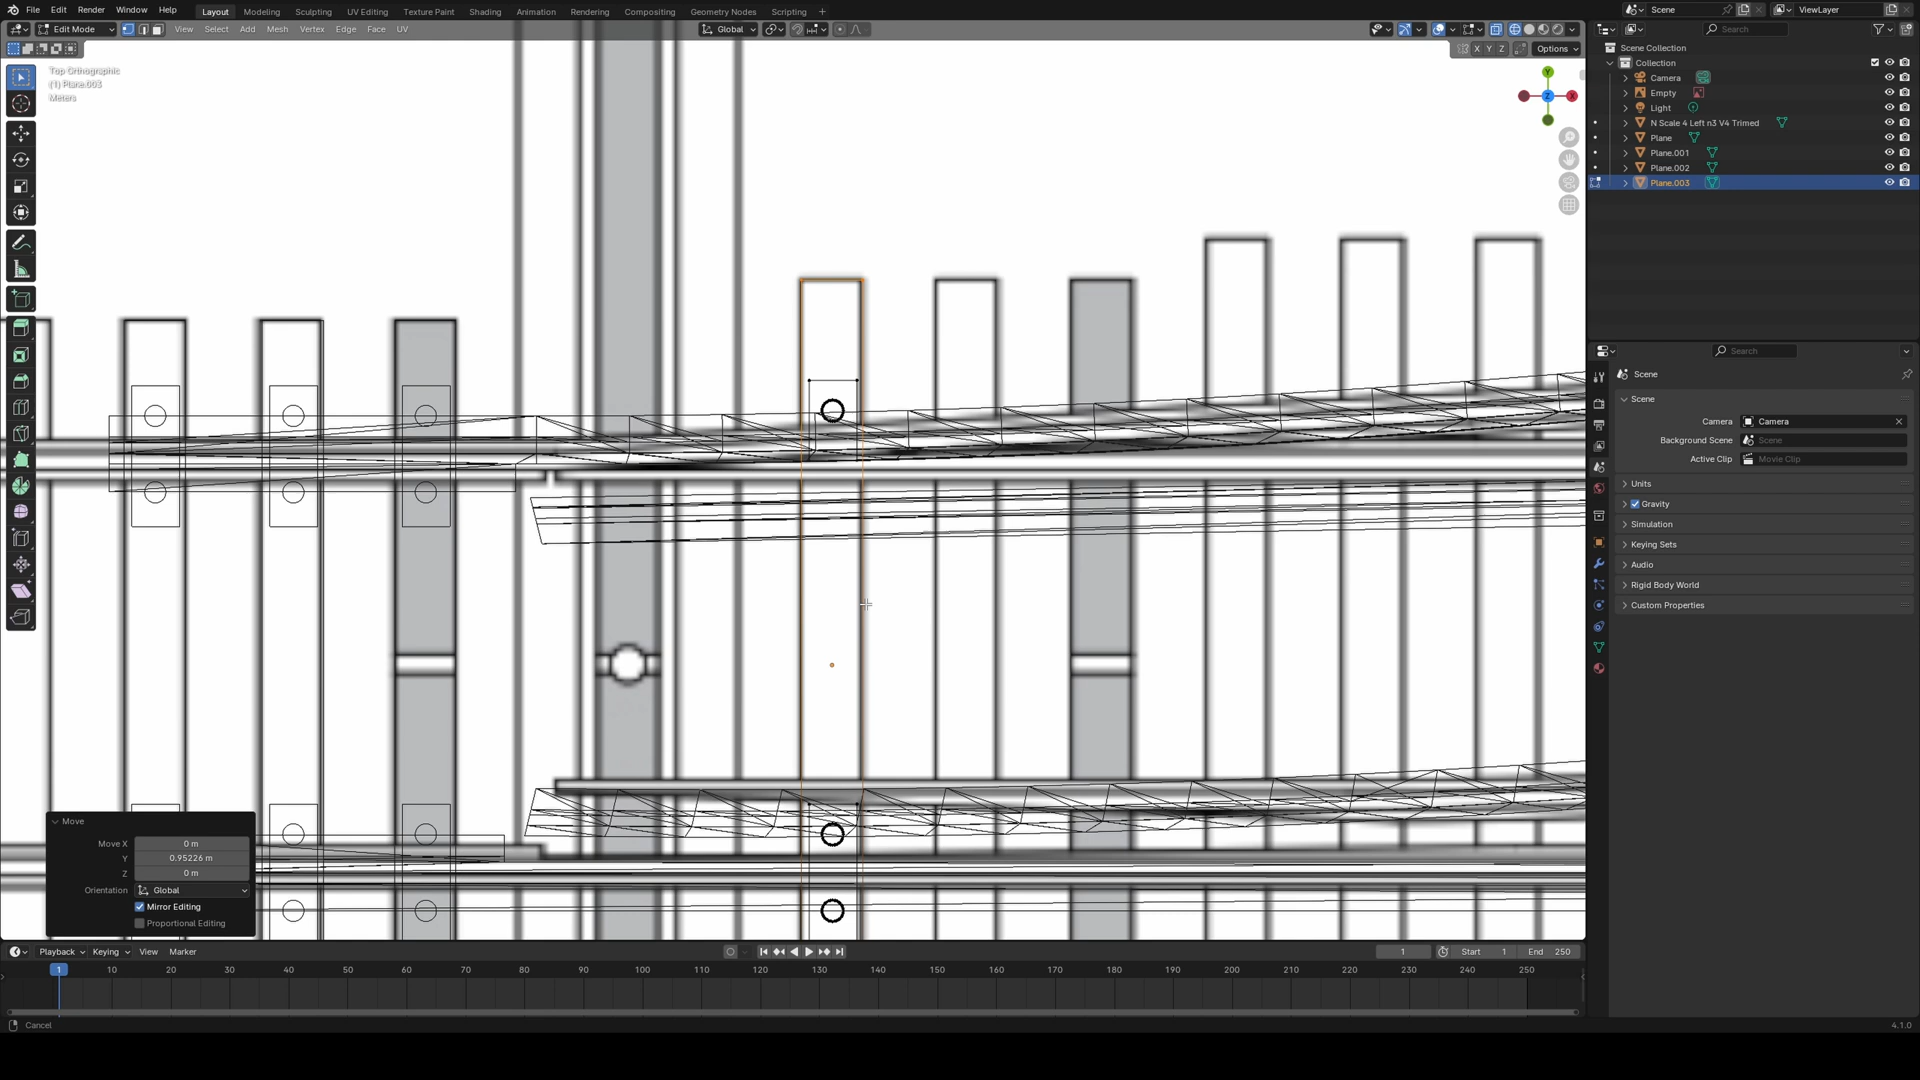 File Edit Render Window Help Layout Modeling Sculpting UV Editing Texture Paint Shading Animation Rendering Compositing Geometry Nodes Scripting + Scene ViewLayer
Edit Mode View Select Add Mesh Vertex Edge Face UV Global Search
X Y Z Options
Top Orthographic
(1) Plane.003
Meters
Y
Z X
Scene Collection
Collection
Camera
Empty
Light
N Scale 4 Left n3 V4 Trimed
Plane
Plane.001
Plane.002
Plane.003
Search
Scene
Scene
Camera Camera
Background Scene Scene
Active Clip Movie Clip
Units
Gravity
Simulation
Keying Sets
Audio
Rigid Body World
Custom Properties
Move
Move X 0 m
Y 0.95226 m
Z 0 m
Orientation Global
Mirror Editing
Proportional Editing
Playback Keying View Marker 1 Start 1 End 250
1 10 20 30 40 50 60 70 80 90 100 110 120 130 140 150 160 170 180 190 200 210 220 230 240 250
Cancel 4.1.0